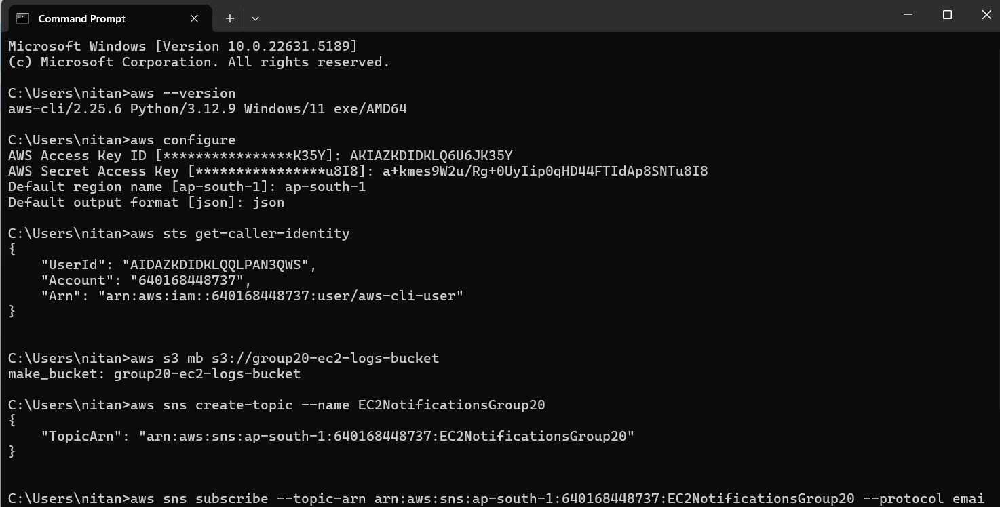 Command Prompt
Microsoft Windows [Version 10.0.22631.5189]
(c) Microsoft Corporation. All rights reserved.
C:\Users\nitan>aws --version
aws-cli/2.25.6 Python/3.12.9 Windows/11 exe/AMD64
C:\Users\nitan>aws configure
AWS Access Key ID [****************K35Y]: AKIAZKDIDKLQ6U6JK35Y
AWS Secret Access Key [****************u8I8]: 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
Default region name [ap-south-1]: ap-south-1
Default output format [json]: json
C:\Users\nitan>aws sts get-caller-identity
{
    "UserId": "AIDAZKDIDKLQQLPAN3QWS",
    "Account": "640168448737",
    "Arn": "arn:aws:iam::640168448737:user/aws-cli-user"
}
C:\Users\nitan>aws s3 mb s3://group20-ec2-logs-bucket
make_bucket: group20-ec2-logs-bucket
C:\Users\nitan>aws sns create-topic --name EC2NotificationsGroup20
{
    "TopicArn": "arn:aws:sns:ap-south-1:640168448737:EC2NotificationsGroup20"
}
C:\Users\nitan>aws sns subscribe --topic-arn arn:aws:sns:ap-south-1:640168448737:EC2NotificationsGroup20 --protocol emai